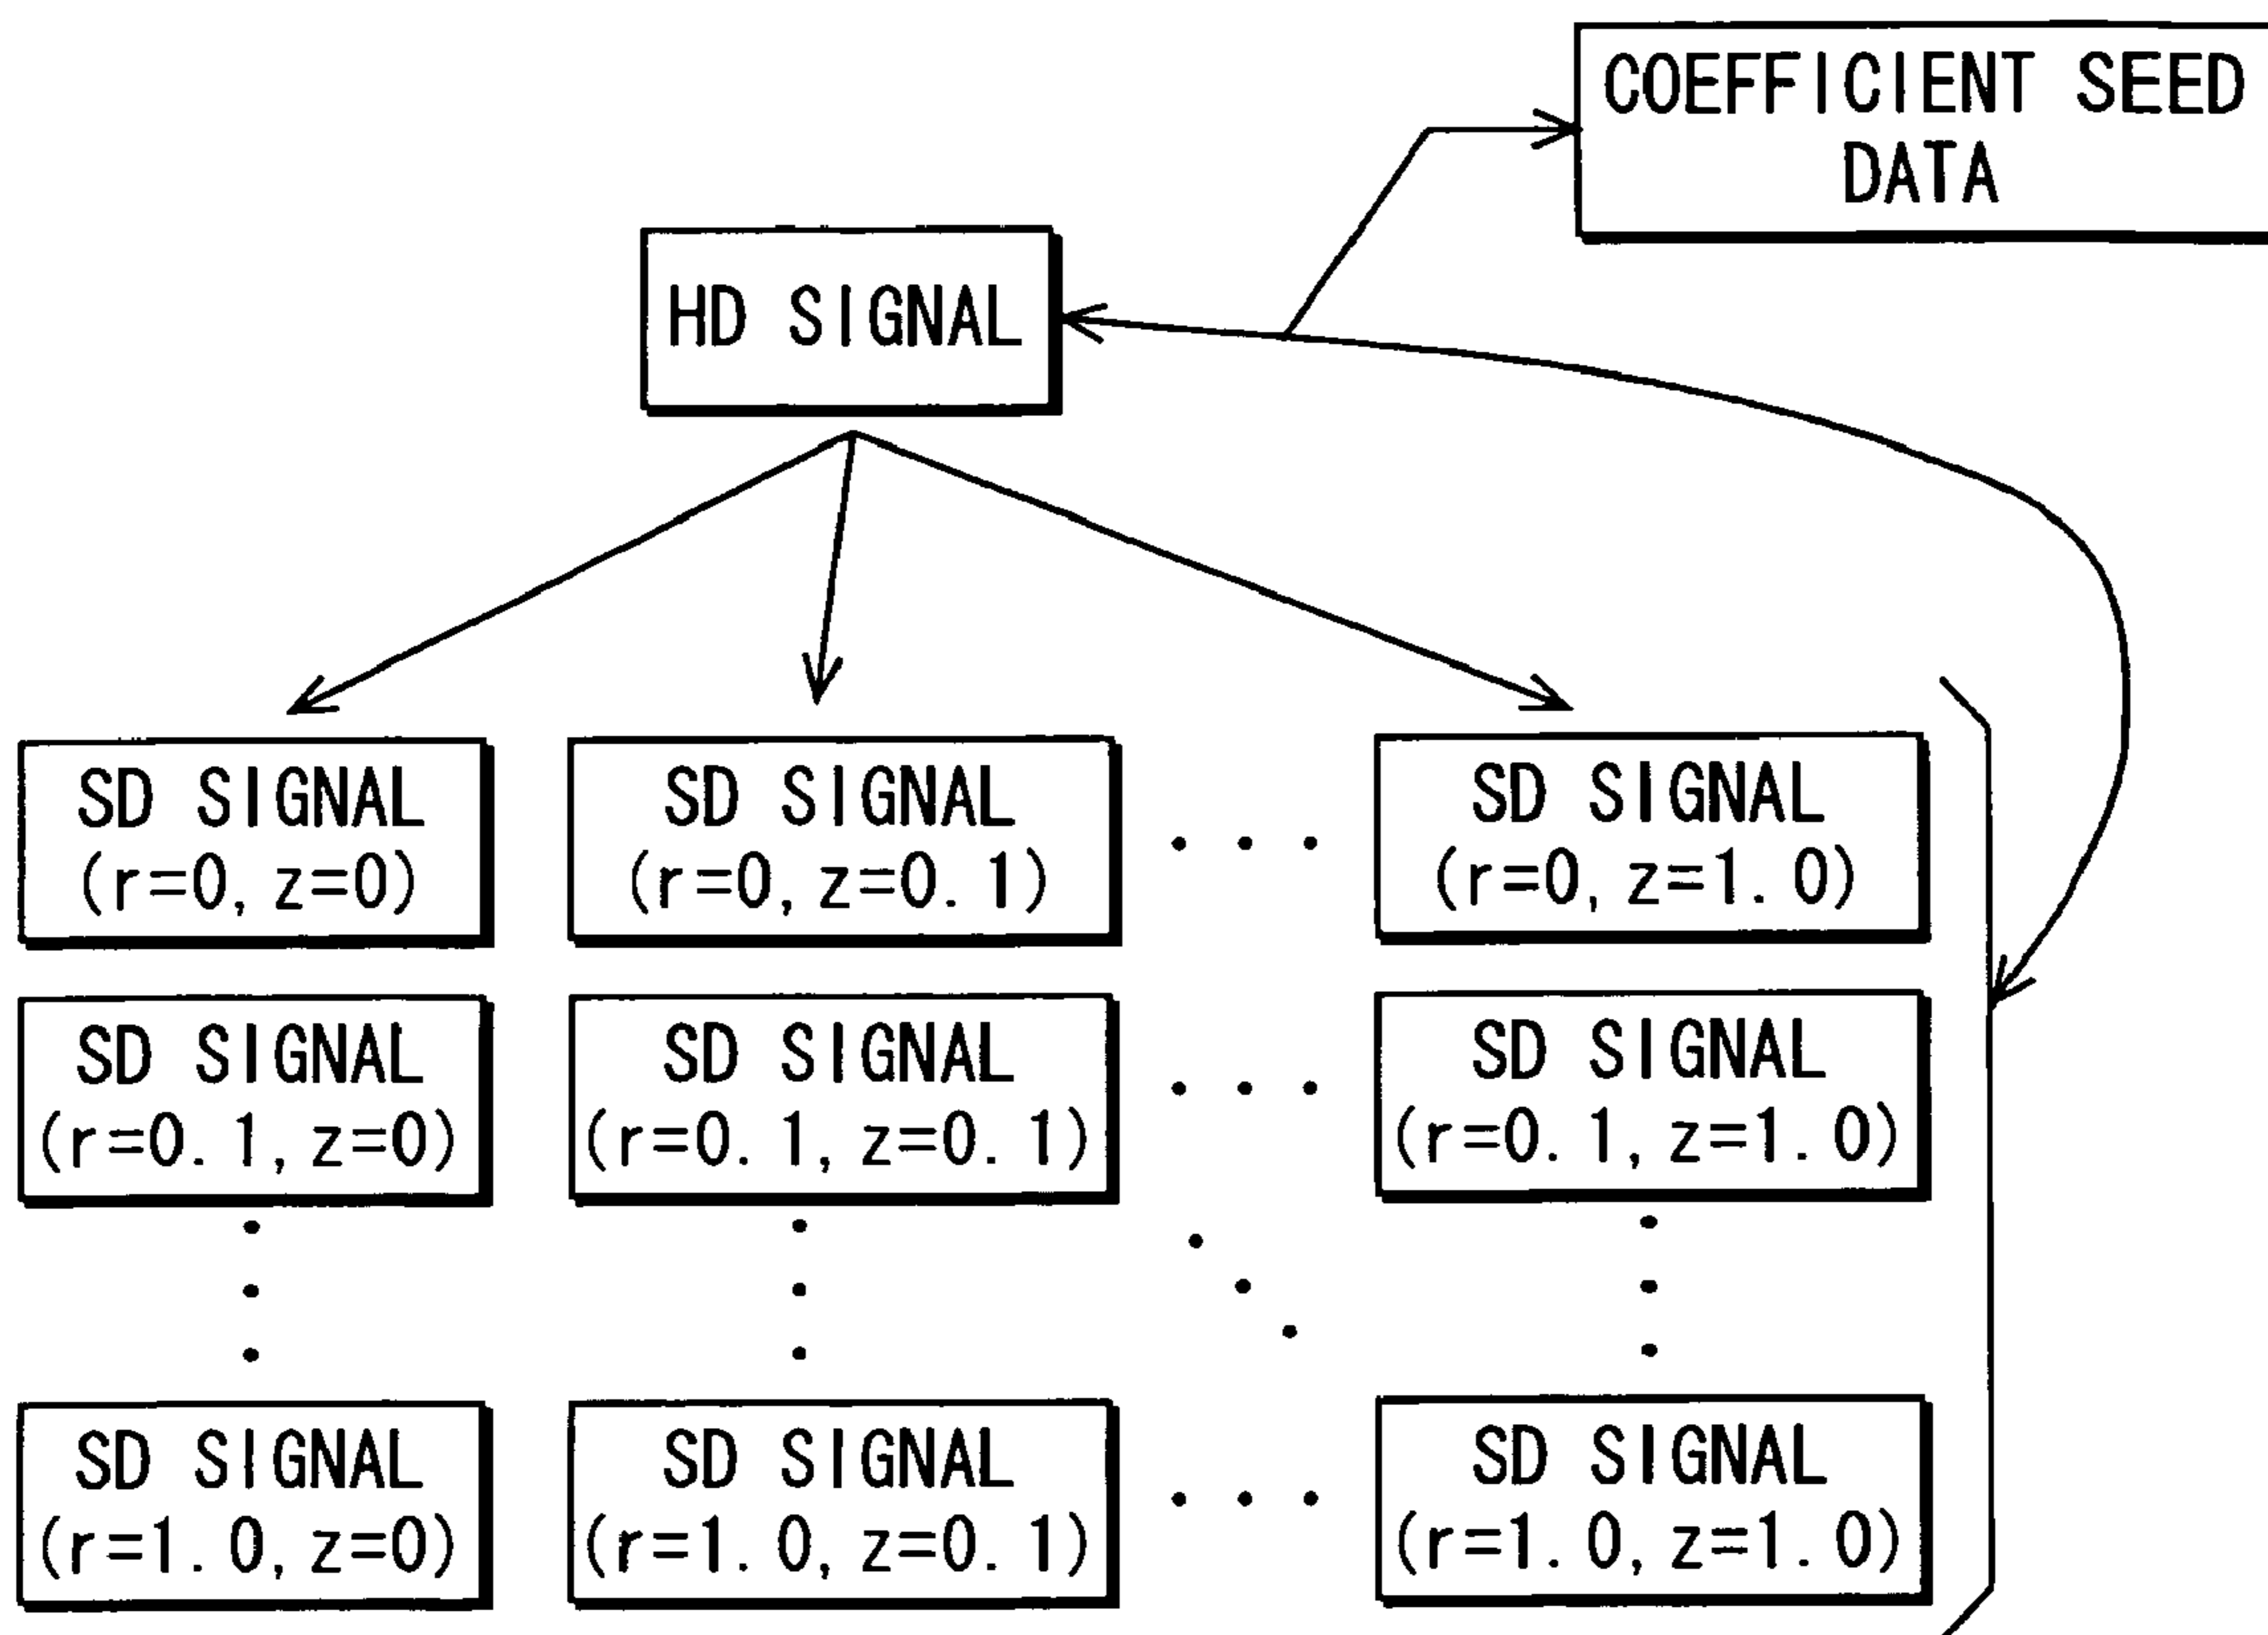 COEFFICIENT SEED
DATA
HD SIGNAL
SD SIGNAL
(r=0, z=0)
SD SIGNAL
(r=0, z=0.1)
SD SIGNAL
(r=0, z=1.0)
SD SIGNAL
(r=0.1, z=0)
SD SIGNAL
(r=0.1, z=0.1)
SD SIGNAL
(r=0.1, z=1.0)
SD SIGNAL
(r=1.0, z=0)
SD SIGNAL
(r=1.0, z=0.1)
SD SIGNAL
(r=1.0, z=1.0)